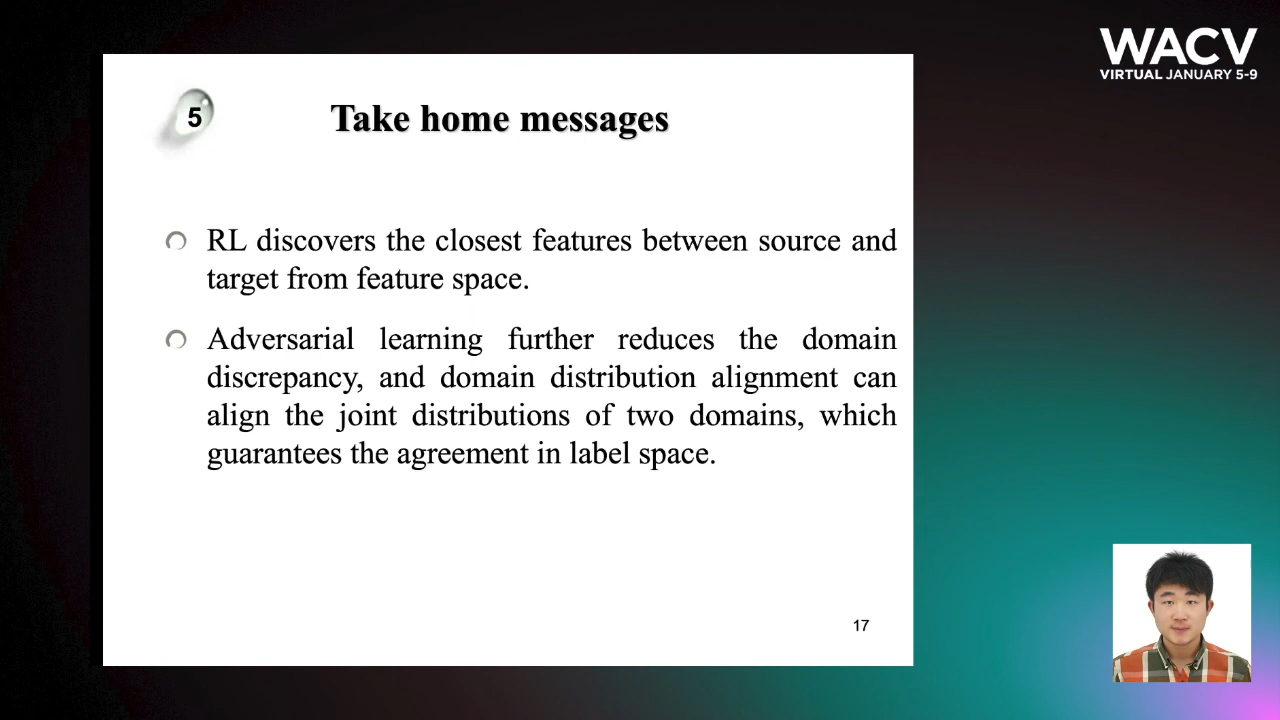 WACV
VIRTUAL JANUARY 5-9
5
Take home messages
RL discovers the closest features between source and
target from feature space.
Adversarial learning further reduces the domain
discrepancy, and domain distribution alignment can
align the joint distributions of two domains, which
guarantees the agreement in label space.
17